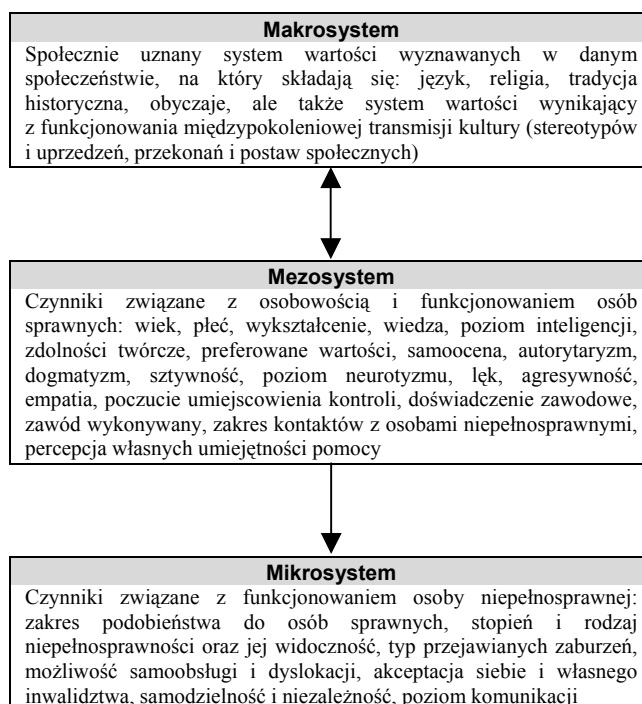 Makrosystem
Społecznie uznany system wartości wyznawanych w danym
społeczeństwie, na który składają się: język, religia, tradycja
historyczna, obyczaje, ale także system wartości wynikający
z funkcjonowania międzypokoleniowej transmisji kultury (stereotypów
i uprzedzeń, przekonań i postaw społecznych)
Mezosystem
Czynniki związane z osobowością i funkcjonowaniem osób
sprawnych: wiek, płeć, wykształcenie, wiedza, poziom inteligencji,
zdolności twórcze, preferowane wartości, samoocena, autorytaryzm,
dogmatyzm, sztywność, poziom neurotyzmu, lęk, agresywność,
empatia, poczucie umiejscowienia kontroli, doświadczenie zawodowe,
zawód wykonywany, zakres kontaktów z osobami niepełnosprawnymi,
percepcja własnych umiejętności pomocy
Mikrosystem
Czynniki związane z funkcjonowaniem osoby niepełnosprawnej:
zakres podobieństwa do osób sprawnych, stopień i rodzaj
niepełnosprawności oraz jej widoczność, typ przejawianych zaburzeń,
możliwość samoobsługi i dyslokacji, akceptacja siebie i własnego
inwalidztwa, samodzielność i niezależność, poziom komunikacji